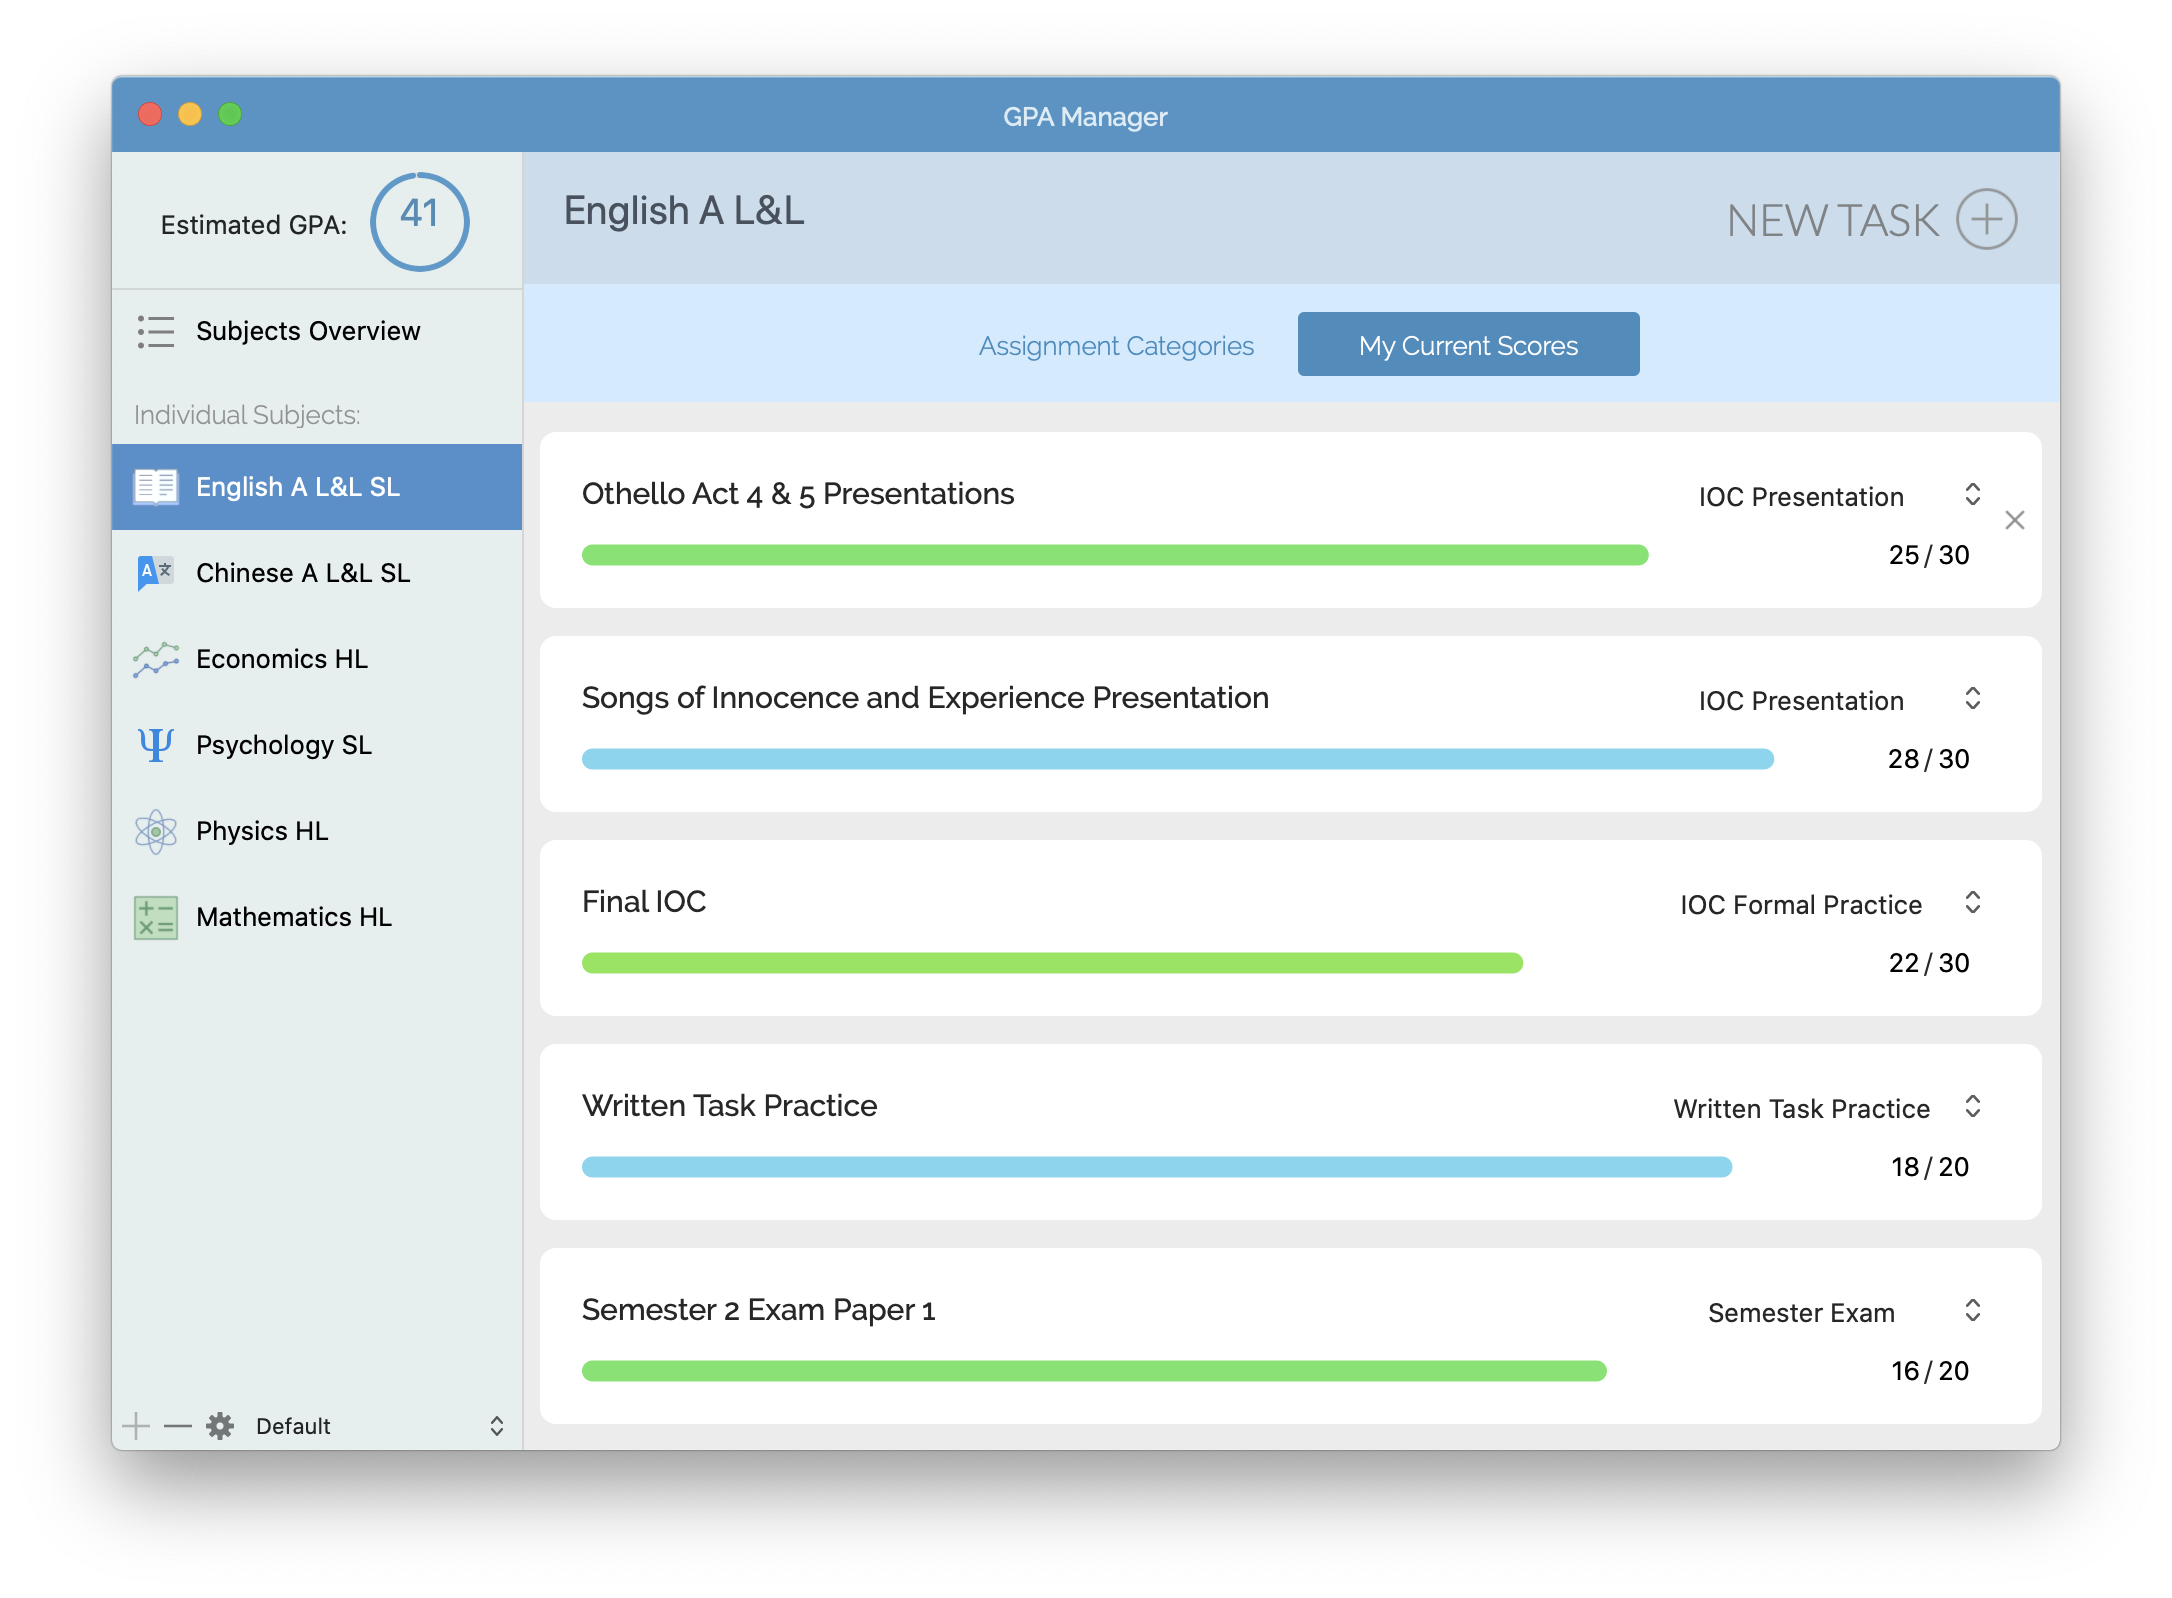 GPA Manager
Estimated GPA:
41
Subjects Overview
Individual Subjects:
English A L&L SL
Chinese A L&L SL
Economics HL
Psychology SL
Physics HL
Mathematics HL
Default
English A L&L
NEW TASK
Assignment Categories
My Current Scores
Othello Act 4 & 5 Presentations
IOC Presentation
25 / 30
Songs of Innocence and Experience Presentation
IOC Presentation
28 / 30
Final IOC
IOC Formal Practice
22 / 30
Written Task Practice
Written Task Practice
18 / 20
Semester 2 Exam Paper 1
Semester Exam
16 / 20